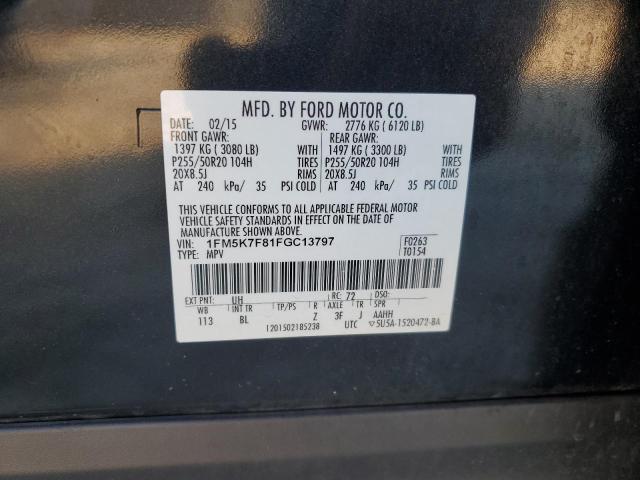 MFD. BY FORD MOTOR CO.
DATE: 02/15 GVWR: 2776 KG ( 6120 LB)
FRONT GAWR: REAR GAWR:
1397 KG ( 3080 LB) WITH 1497 KG ( 3300 LB) WITH
P255/50R20 104H TIRES P255/50R20 104H TIRES
20X8.5J RIMS 20X8.5J RIMS
AT 240 kPa/ 35 PSI COLD AT 240 kPa/ 35 PSI COLD
THIS VEHICLE CONFORMS TO ALL APPLICABLE FEDERAL MOTOR
VEHICLE SAFETY STANDARDS IN EFFECT ON THE DATE OF
MANUFACTURE SHOWN ABOVE.
VIN: 1FM5K7F81FGC13797 F0263
TYPE: MPV T0154
EXT PNT: UH RC: 72 DSO:
WB INT TR TP/PS R AXLE TR SPR
113 BL Z 3F J AAHH
1201502185238 UTC ▽5U5A-1520472-BA